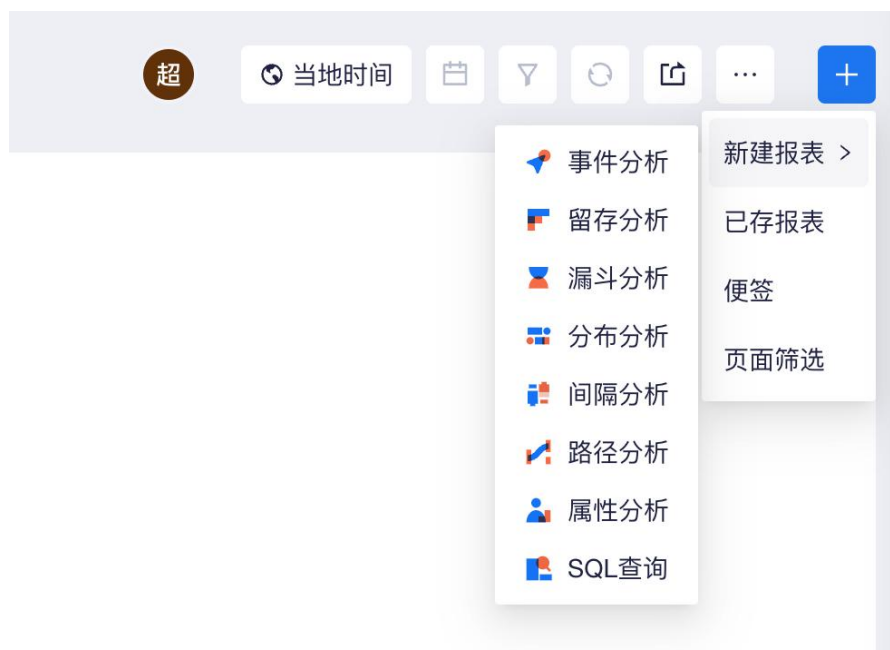 超
当地时间
新建报表
已存报表
便签
页面筛选
事件分析
留存分析
漏斗分析
分布分析
间隔分析
路径分析
属性分析
SQL查询